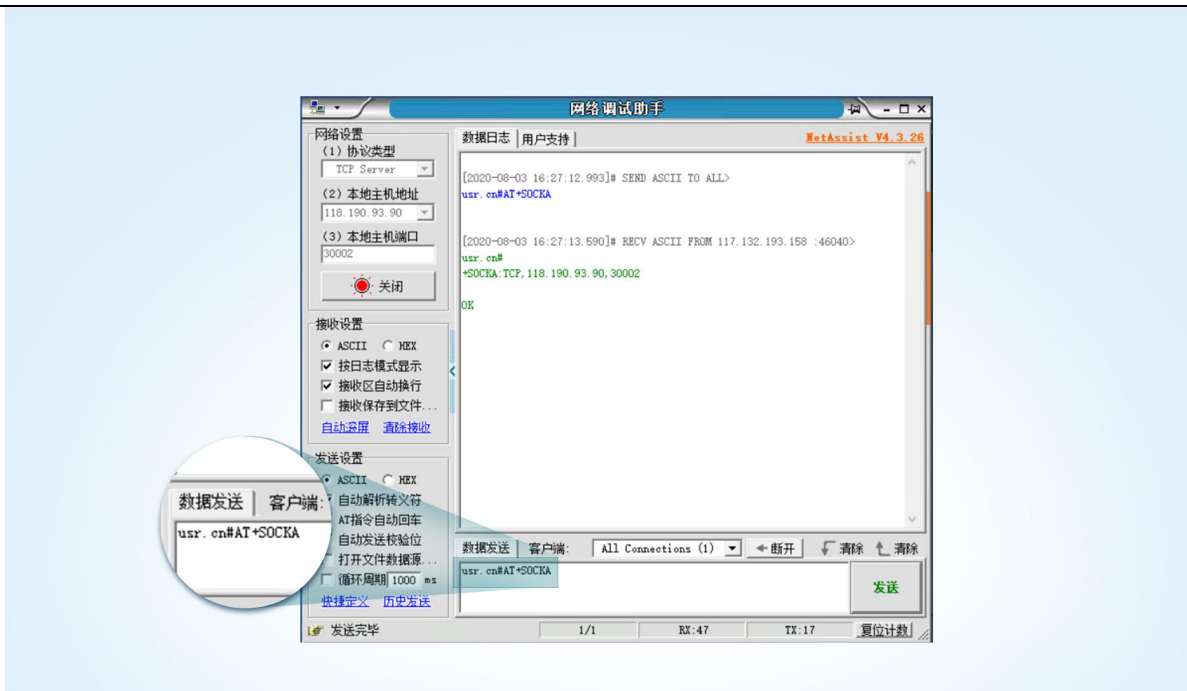 网络调试助手
网络设置
(1) 协议类型
TCP Server
(2) 本地主机地址
118.190.93.90
(3) 本地主机端口
30002
关闭
接收设置
ASCII HEX
按日志模式显示
接收区自动换行
接收保存到文件...
自动滚屏 清除接收
发送设置
ASCII HEX
自动解析转义符
AT指令自动回车
自动发送校验位
打开文件数据源...
循环周期 1000 ms
快捷定义 历史发送
数据日志 用户支持
NetAssist V4.3.26
[2020-08-03 16:27:12.993]# SEND ASCII TO ALL>
usr.cn#AT+SOCKA
[2020-08-03 16:27:13.590]# RECV ASCII FROM 117.132.193.158 :46040>
usr.cn#
+SOCKA:TCP,118.190.93.90,30002
OK
数据发送 客户端: All Connections (1) 断开 清除 清除
usr.cn#AT+SOCKA
发送
数据发送 客户端:
usr.cn#AT+SOCKA
发送完毕 1/1 RX:47 TX:17 复位计数